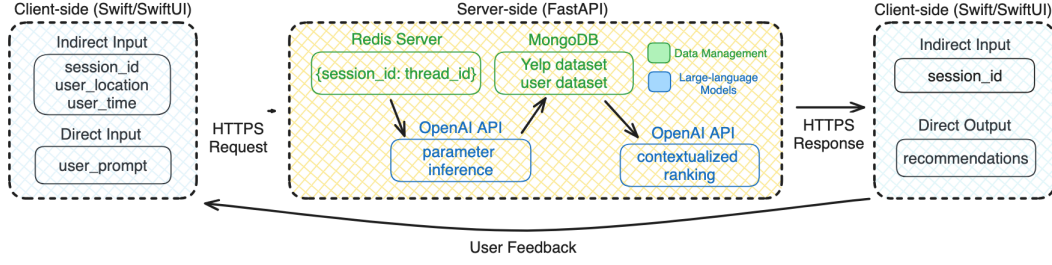 Client-side (Swift/SwiftUI)
Indirect Input
session_id
user_location
user_time
Direct Input
user_prompt
HTTPS
Request
Server-side (FastAPI)
Redis Server
{session_id: thread_id}
MongoDB
Yelp dataset
user dataset
Data Management
Large-language
Models
OpenAI API
parameter
inference
OpenAI API
contextualized
ranking
HTTPS
Response
Client-side (Swift/SwiftUI)
Indirect Input
session_id
Direct Output
recommendations
User Feedback